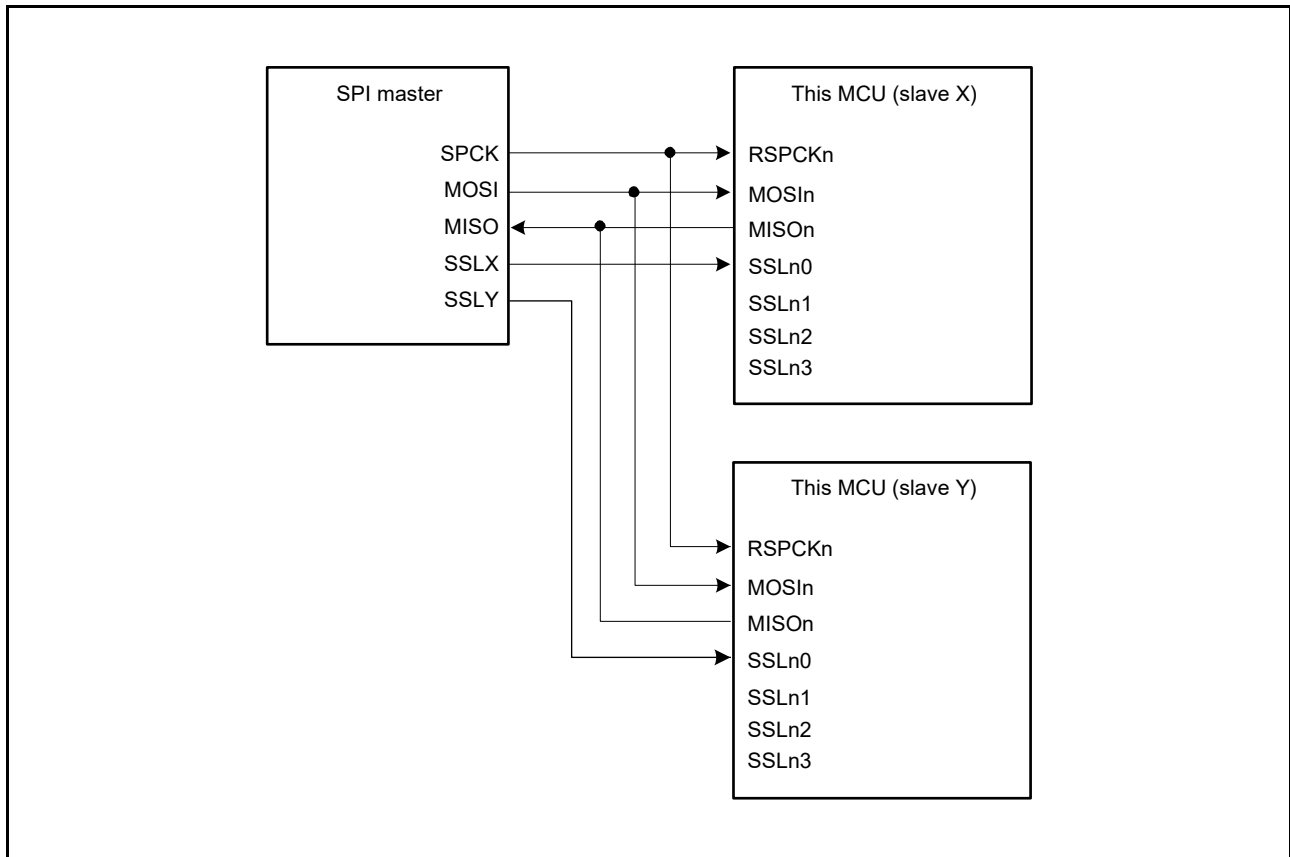 SPI master
SPCK
MOSI
MISO
SSLX
SSLY
This MCU (slave X)
RSPCKn
MOSIn
MISOn
SSLn0
SSLn1
SSLn2
SSLn3
This MCU (slave Y)
RSPCKn
MOSIn
MISOn
SSLn0
SSLn1
SSLn2
SSLn3